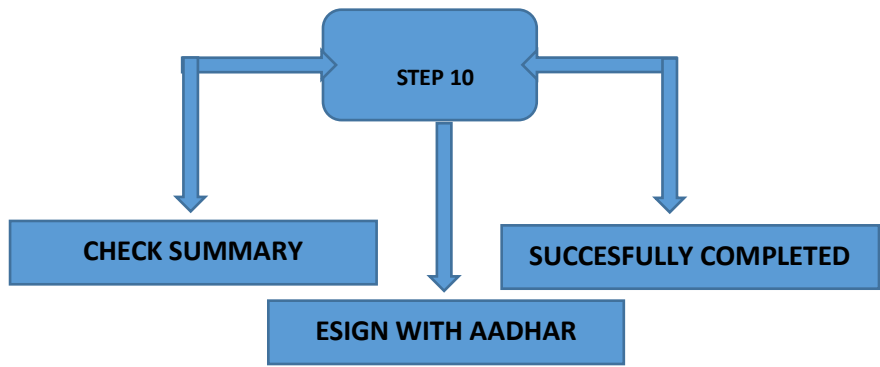 STEP 10
CHECK SUMMARY
SUCCESFULLY COMPLETED
ESIGN WITH AADHAR